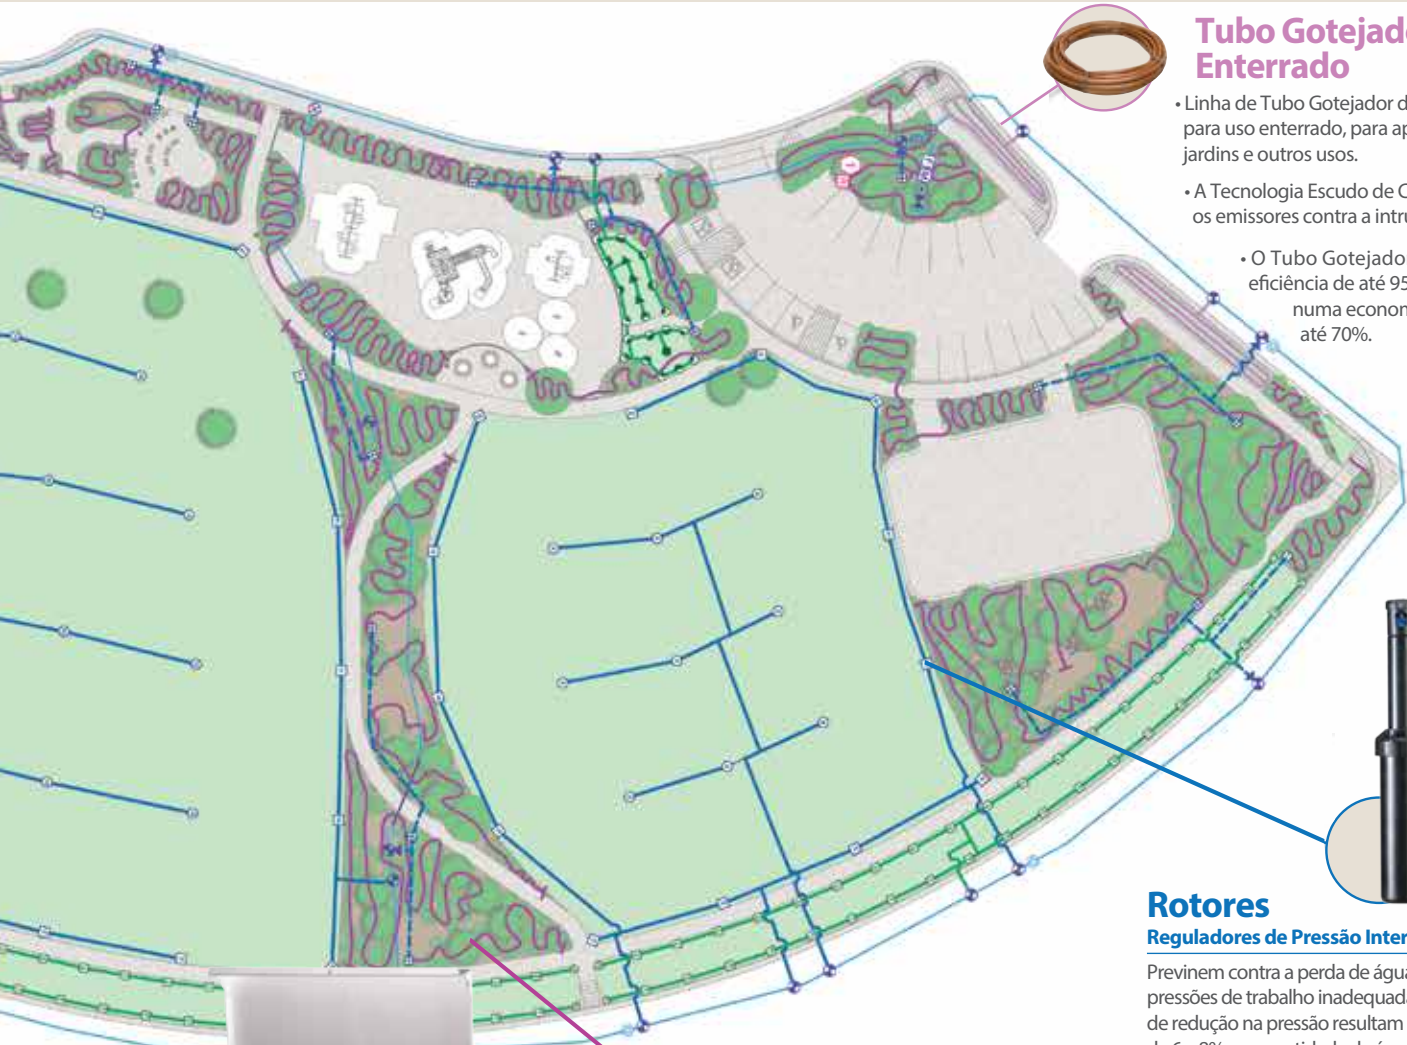 Tubo Gotejado
Enterrado
• Linha de Tubo Gotejador d
para uso enterrado, para ap
jardins e outros usos.
• A Tecnologia Escudo de C
os emissores contra a intru
• O Tubo Gotejador
eficiência de até 95
numa econom
até 70%.
Rotores
Reguladores de Pressão Inter
Previnem contra a perda de água
pressões de trabalho inadequada
de redução na pressão resultam